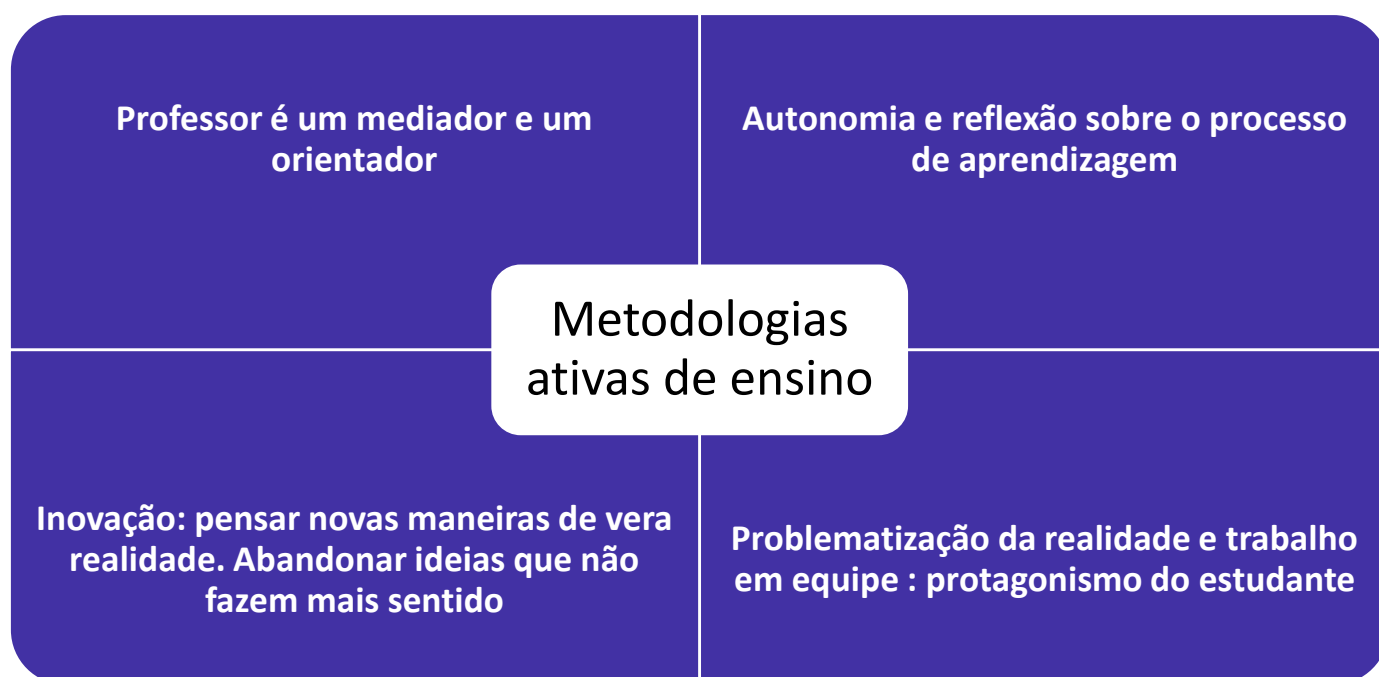 Professor é um mediador e um
orientador
Autonomia e reflexão sobre o processo
de aprendizagem
Metodologias
ativas de ensino
Inovação: pensar novas maneiras de vera
realidade. Abandonar ideias que não
fazem mais sentido
Problematização da realidade e trabalho
em equipe : protagonismo do estudante